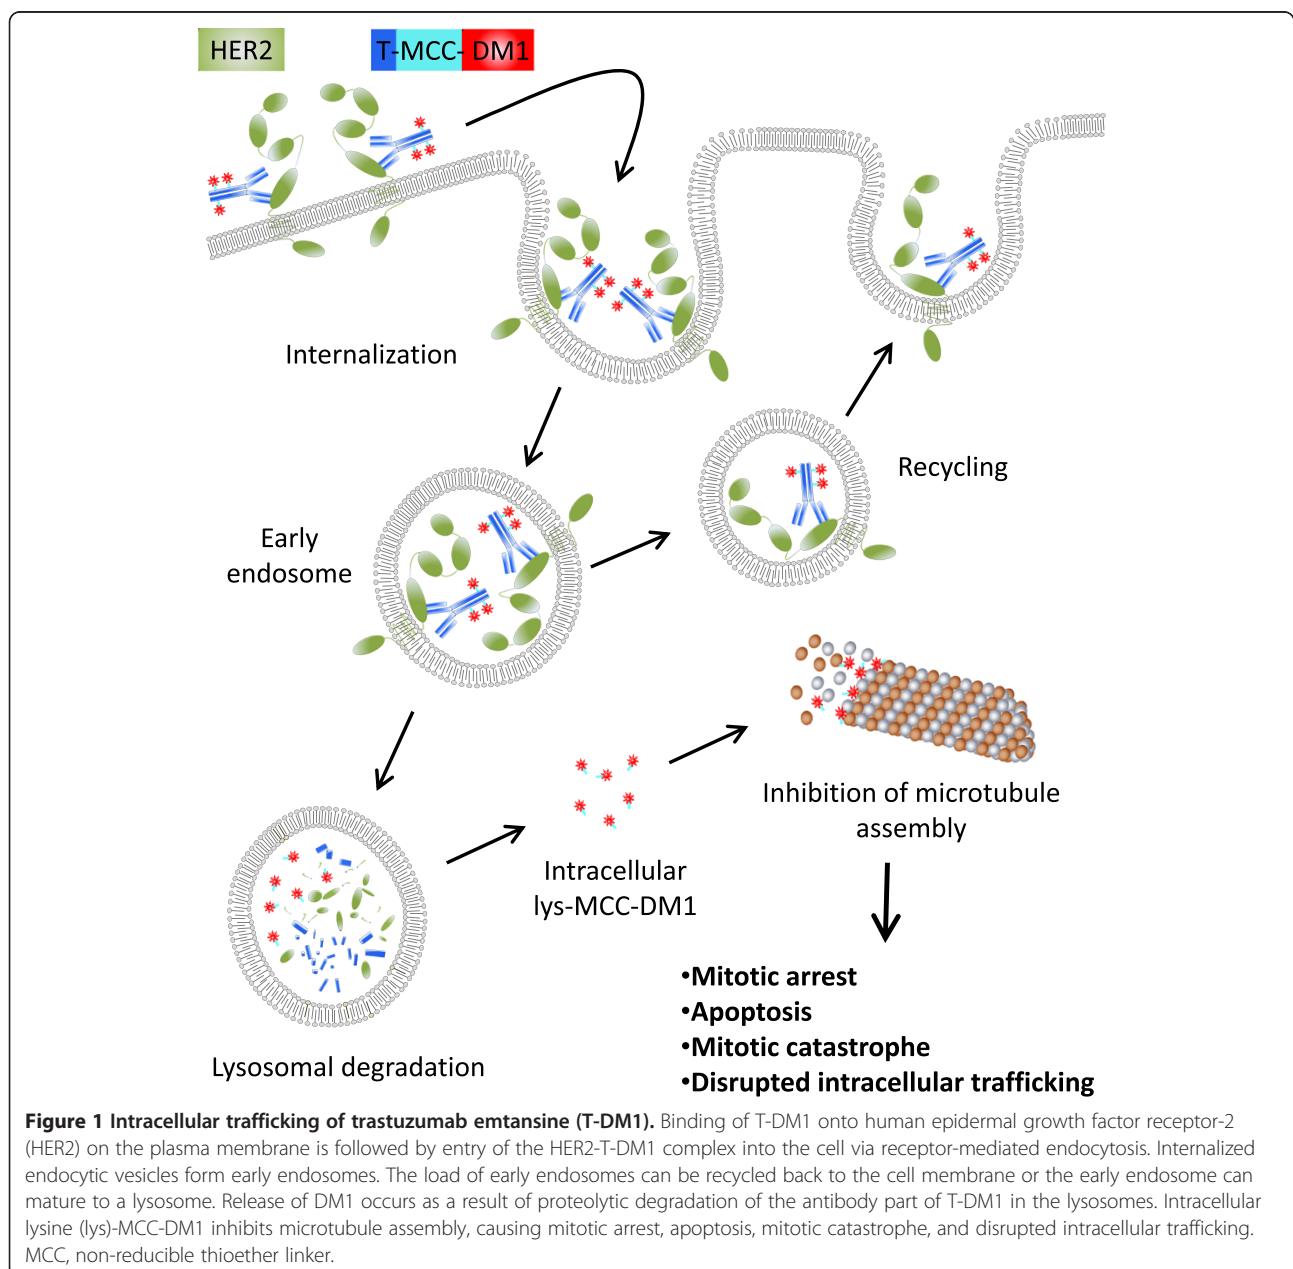 HER2
T-MCC- DM1
Internalization
Recycling
Early
endosome
Inhibition of microtubule
assembly
Intracellular
lys-MCC-DM1
•Mitotic arrest
•Apoptosis
•Mitotic catastrophe
•Disrupted intracellular trafficking
Lysosomal degradation
Figure 1 Intracellular trafficking of trastuzumab emtansine (T-DM1). Binding of T-DM1 onto human epidermal growth factor receptor-2
(HER2) on the plasma membrane is followed by entry of the HER2-T-DM1 complex into the cell via receptor-mediated endocytosis. Internalized
endocytic vesicles form early endosomes. The load of early endosomes can be recycled back to the cell membrane or the early endosome can
mature to a lysosome. Release of DM1 occurs as a result of proteolytic degradation of the antibody part of T-DM1 in the lysosomes. Intracellular
lysine (lys)-MCC-DM1 inhibits microtubule assembly, causing mitotic arrest, apoptosis, mitotic catastrophe, and disrupted intracellular trafficking.
MCC, non-reducible thioether linker.